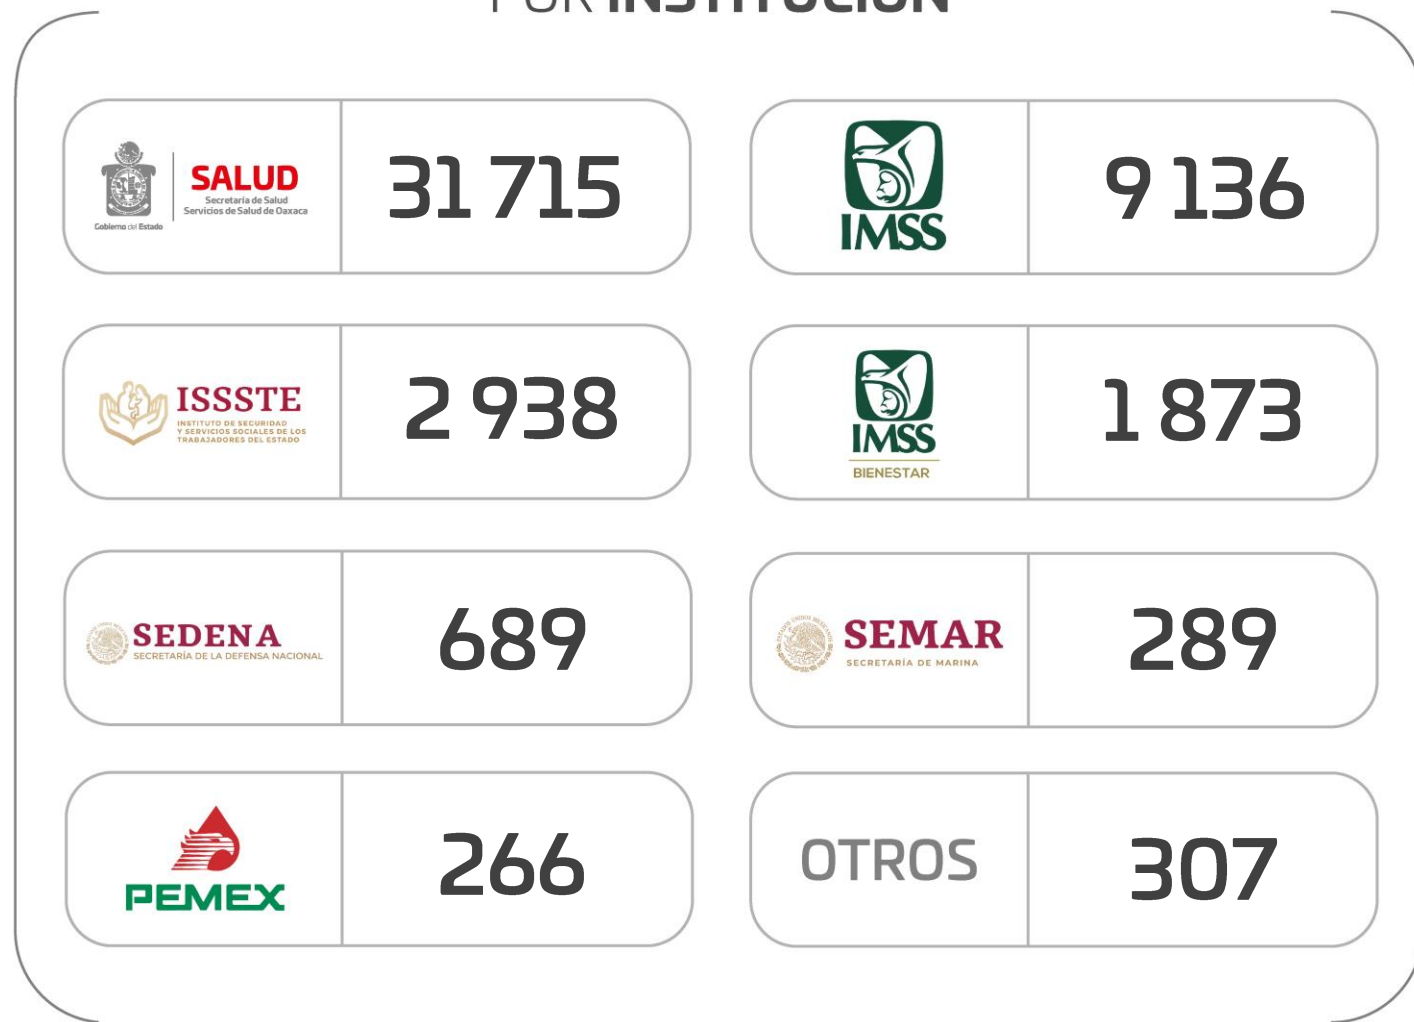 POR INSTITUCIÓN
SALUD
Secretaría de Salud
Servicios de Salud de Oaxaca
Gobierno del Estado
31 715
IMSS
9 136
ISSSTE
INSTITUTO DE SEGURIDAD
Y SERVICIOS SOCIALES DE LOS
TRABAJADORES DEL ESTADO
2 938
IMSS
BIENESTAR
1 873
SEDENA
SECRETARÍA DE LA DEFENSA NACIONAL
689
SEMAR
SECRETARÍA DE MARINA
289
PEMEX
266
OTROS
307